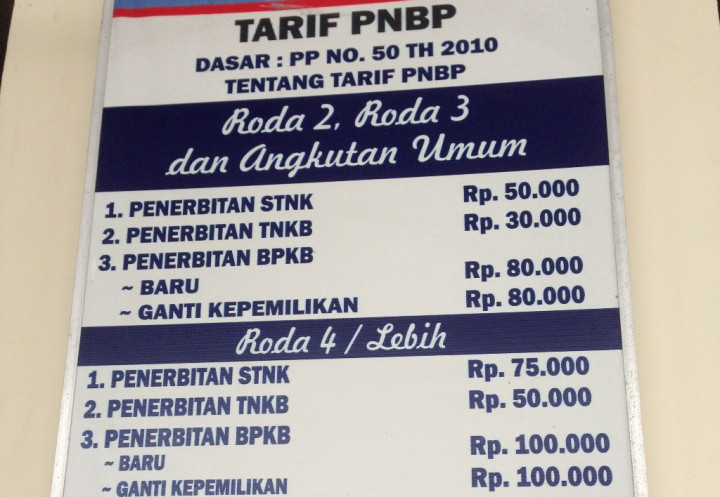 TARIF PNBP
DASAR : PP NO. 50 TH 2010
TENTANG TARIF PNBP
Roda 2, Roda 3
dan Angkutan Umum
1. PENERBITAN STNK Rp. 50.000
2. PENERBITAN TNKB Rp. 30.000
3. PENERBITAN BPKB
~ BARU Rp. 80.000
~ GANTI KEPEMILIKAN Rp. 80.000
Roda 4 / Lebih
1. PENERBITAN STNK Rp. 75.000
2. PENERBITAN TNKB Rp. 50.000
3. PENERBITAN BPKB
~ BARU Rp. 100.000
~ GANTI KEPEMILIKAN Rp. 100.000